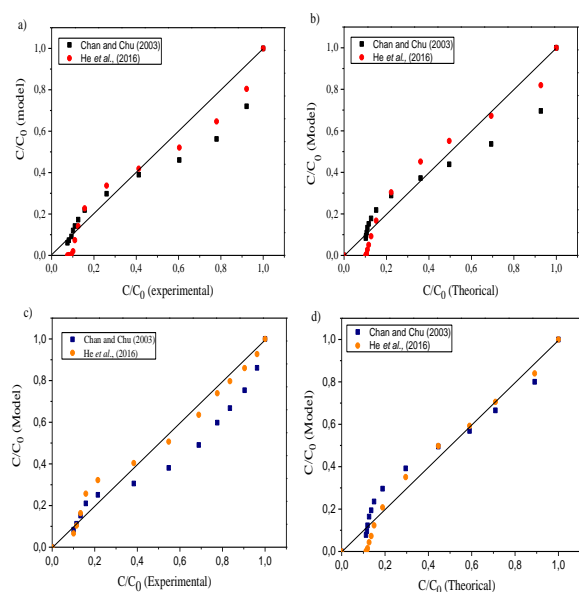 a)
Chan and Chu (2003)
He et al., (2016)
C/C0 (model)
1,0
0,8
0,6
0,4
0,2
0,0
0,0 0,2 0,4 0,6 0,8 1,0
C/C0 (experimental)
b)
Chan and Chu (2003)
He et al., (2016)
C/C0 (Model)
1,0
0,8
0,6
0,4
0,2
0,0
0,0 0,2 0,4 0,6 0,8 1,0
C/C0 (Theorical)
c)
Chan and Chu (2003)
He et al., (2016)
C/C0 (Model)
1,0
0,8
0,6
0,4
0,2
0,0
0,0 0,2 0,4 0,6 0,8 1,0
C/C0 (Experimental)
d)
Chan and Chu (2003)
He et al., (2016)
C/C0 (Model)
1,0
0,8
0,6
0,4
0,2
0,0
0,0 0,2 0,4 0,6 0,8 1,0
C/C0 (Theorical)